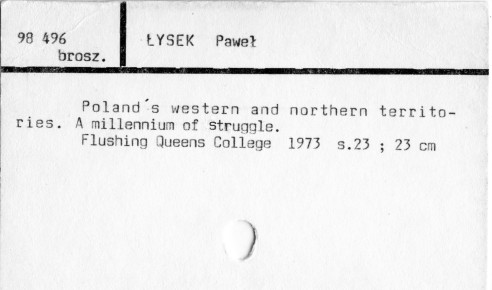 98 496
brosz.
ŁYSEK Paweł
Poland´s western and northern territo-
ries. A millennium of struggle.
Flushing Queens College 1973 s.23 ; 23 cm